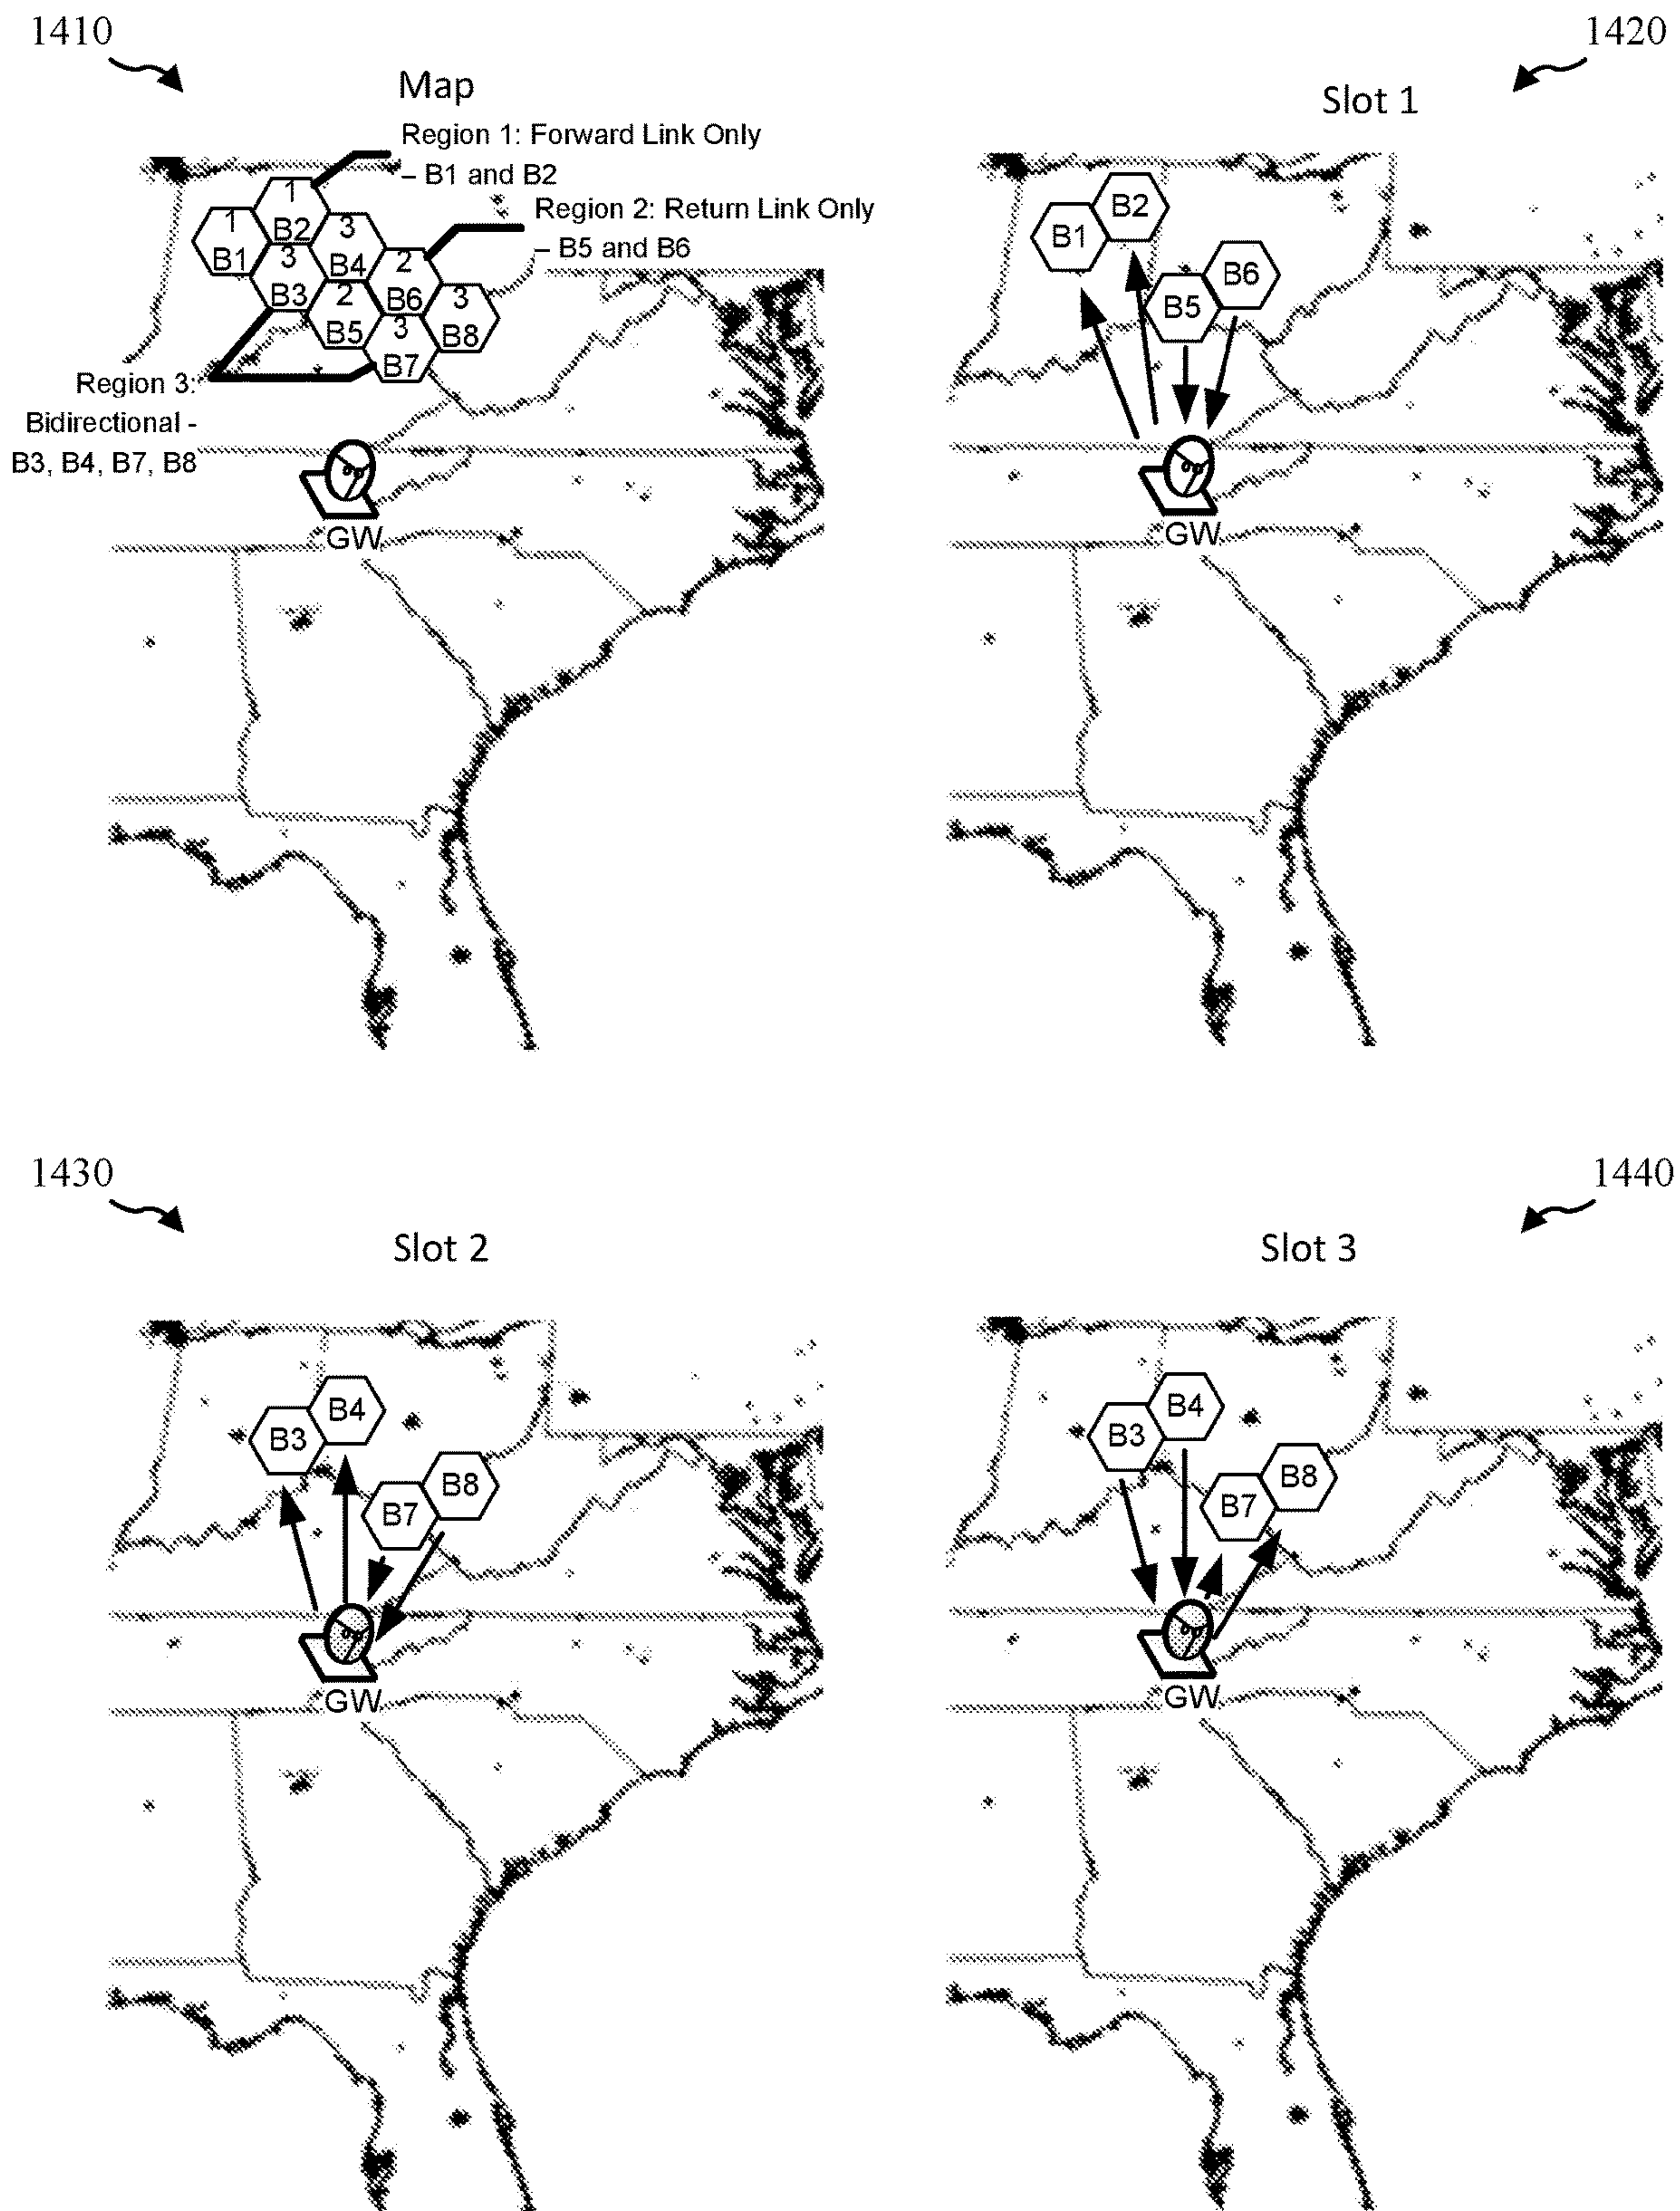 1410
1420
Map
Slot 1
Region 1: Forward Link Only
– B1 and B2
Region 2: Return Link Only
– B5 and B6
1
1
B2
3
B1
3
B4
2
B3
2
B6
3
B5
3
B8
B7
Region 3:
Bidirectional -
B3, B4, B7, B8
GW
B2
B1
B6
B5
GW
1430
1440
Slot 2
Slot 3
B4
B3
B8
B7
GW
B4
B3
B8
B7
GW